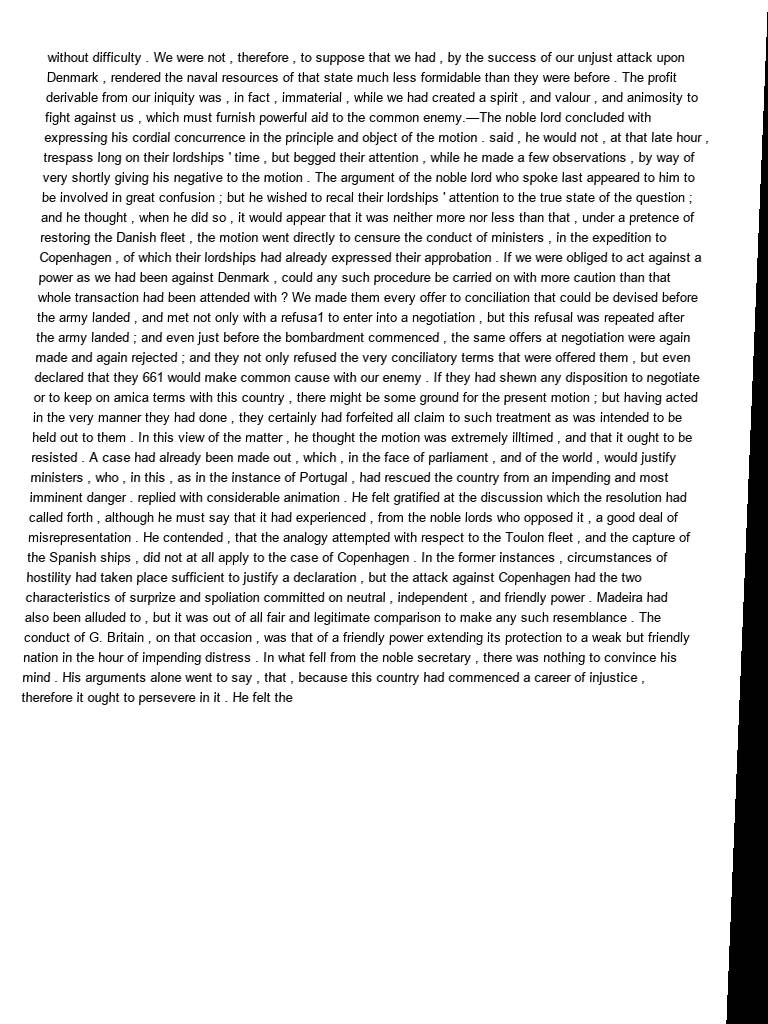 without difficulty . We were not , therefore , to suppose that we had , by the success of our unjust attack upon
Denmark , rendered the naval resources of that state much less formidable than they were before . The profit
derivable from our iniquity was , in fact , immaterial , while we had created a spirit , and valour , and animosity to
fight against us , which must furnish powerful aid to the common enemy.—The noble lord concluded with
expressing his cordial concurrence in the principle and object of the motion . said , he would not , at that late hour ,
trespass long on their lordships ' time , but begged their attention , while he made a few observations , by way of
very shortly giving his negative to the motion . The argument of the noble lord who spoke last appeared to him to
be involved in great confusion ; but he wished to recal their lordships ' attention to the true state of the question ;
and he thought , when he did so , it would appear that it was neither more nor less than that , under a pretence of
restoring the Danish fleet , the motion went directly to censure the conduct of ministers , in the expedition to
Copenhagen , of which their lordships had already expressed their approbation . If we were obliged to act against a
power as we had been against Denmark , could any such procedure be carried on with more caution than that
whole transaction had been attended with ? We made them every offer to conciliation that could be devised before
the army landed , and met not only with a refusa1 to enter into a negotiation , but this refusal was repeated after
the army landed ; and even just before the bombardment commenced , the same offers at negotiation were again
made and again rejected ; and they not only refused the very conciliatory terms that were offered them , but even
declared that they 661 would make common cause with our enemy . If they had shewn any disposition to negotiate
or to keep on amica terms with this country , there might be some ground for the present motion ; but having acted
in the very manner they had done , they certainly had forfeited all claim to such treatment as was intended to be
held out to them . In this view of the matter , he thought the motion was extremely illtimed , and that it ought to be
resisted . A case had already been made out , which , in the face of parliament , and of the world , would justify
ministers , who , in this , as in the instance of Portugal , had rescued the country from an impending and most
imminent danger . replied with considerable animation . He felt gratified at the discussion which the resolution had
called forth , although he must say that it had experienced , from the noble lords who opposed it , a good deal of
misrepresentation . He contended , that the analogy attempted with respect to the Toulon fleet , and the capture of
the Spanish ships , did not at all apply to the case of Copenhagen . In the former instances , circumstances of
hostility had taken place sufficient to justify a declaration , but the attack against Copenhagen had the two
characteristics of surprize and spoliation committed on neutral , independent , and friendly power . Madeira had
also been alluded to , but it was out of all fair and legitimate comparison to make any such resemblance . The
conduct of G. Britain , on that occasion , was that of a friendly power extending its protection to a weak but friendly
nation in the hour of impending distress . In what fell from the noble secretary , there was nothing to convince his
mind . His arguments alone went to say , that , because this country had commenced a career of injustice ,
therefore it ought to persevere in it . He felt the